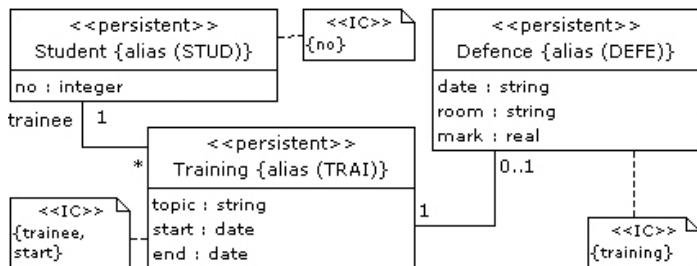 <<persistent>>
Student {alias (STUD)}
no : integer
<<IC>>
{no}
<<persistent>>
Defence {alias (DEFE)}
date : string
room : string
mark : real
trainee
1
*
<<persistent>>
Training {alias (TRAI)}
topic : string
start : date
end : date
<<IC>>
{trainee,
start}
1
0..1
<<IC>>
{training}